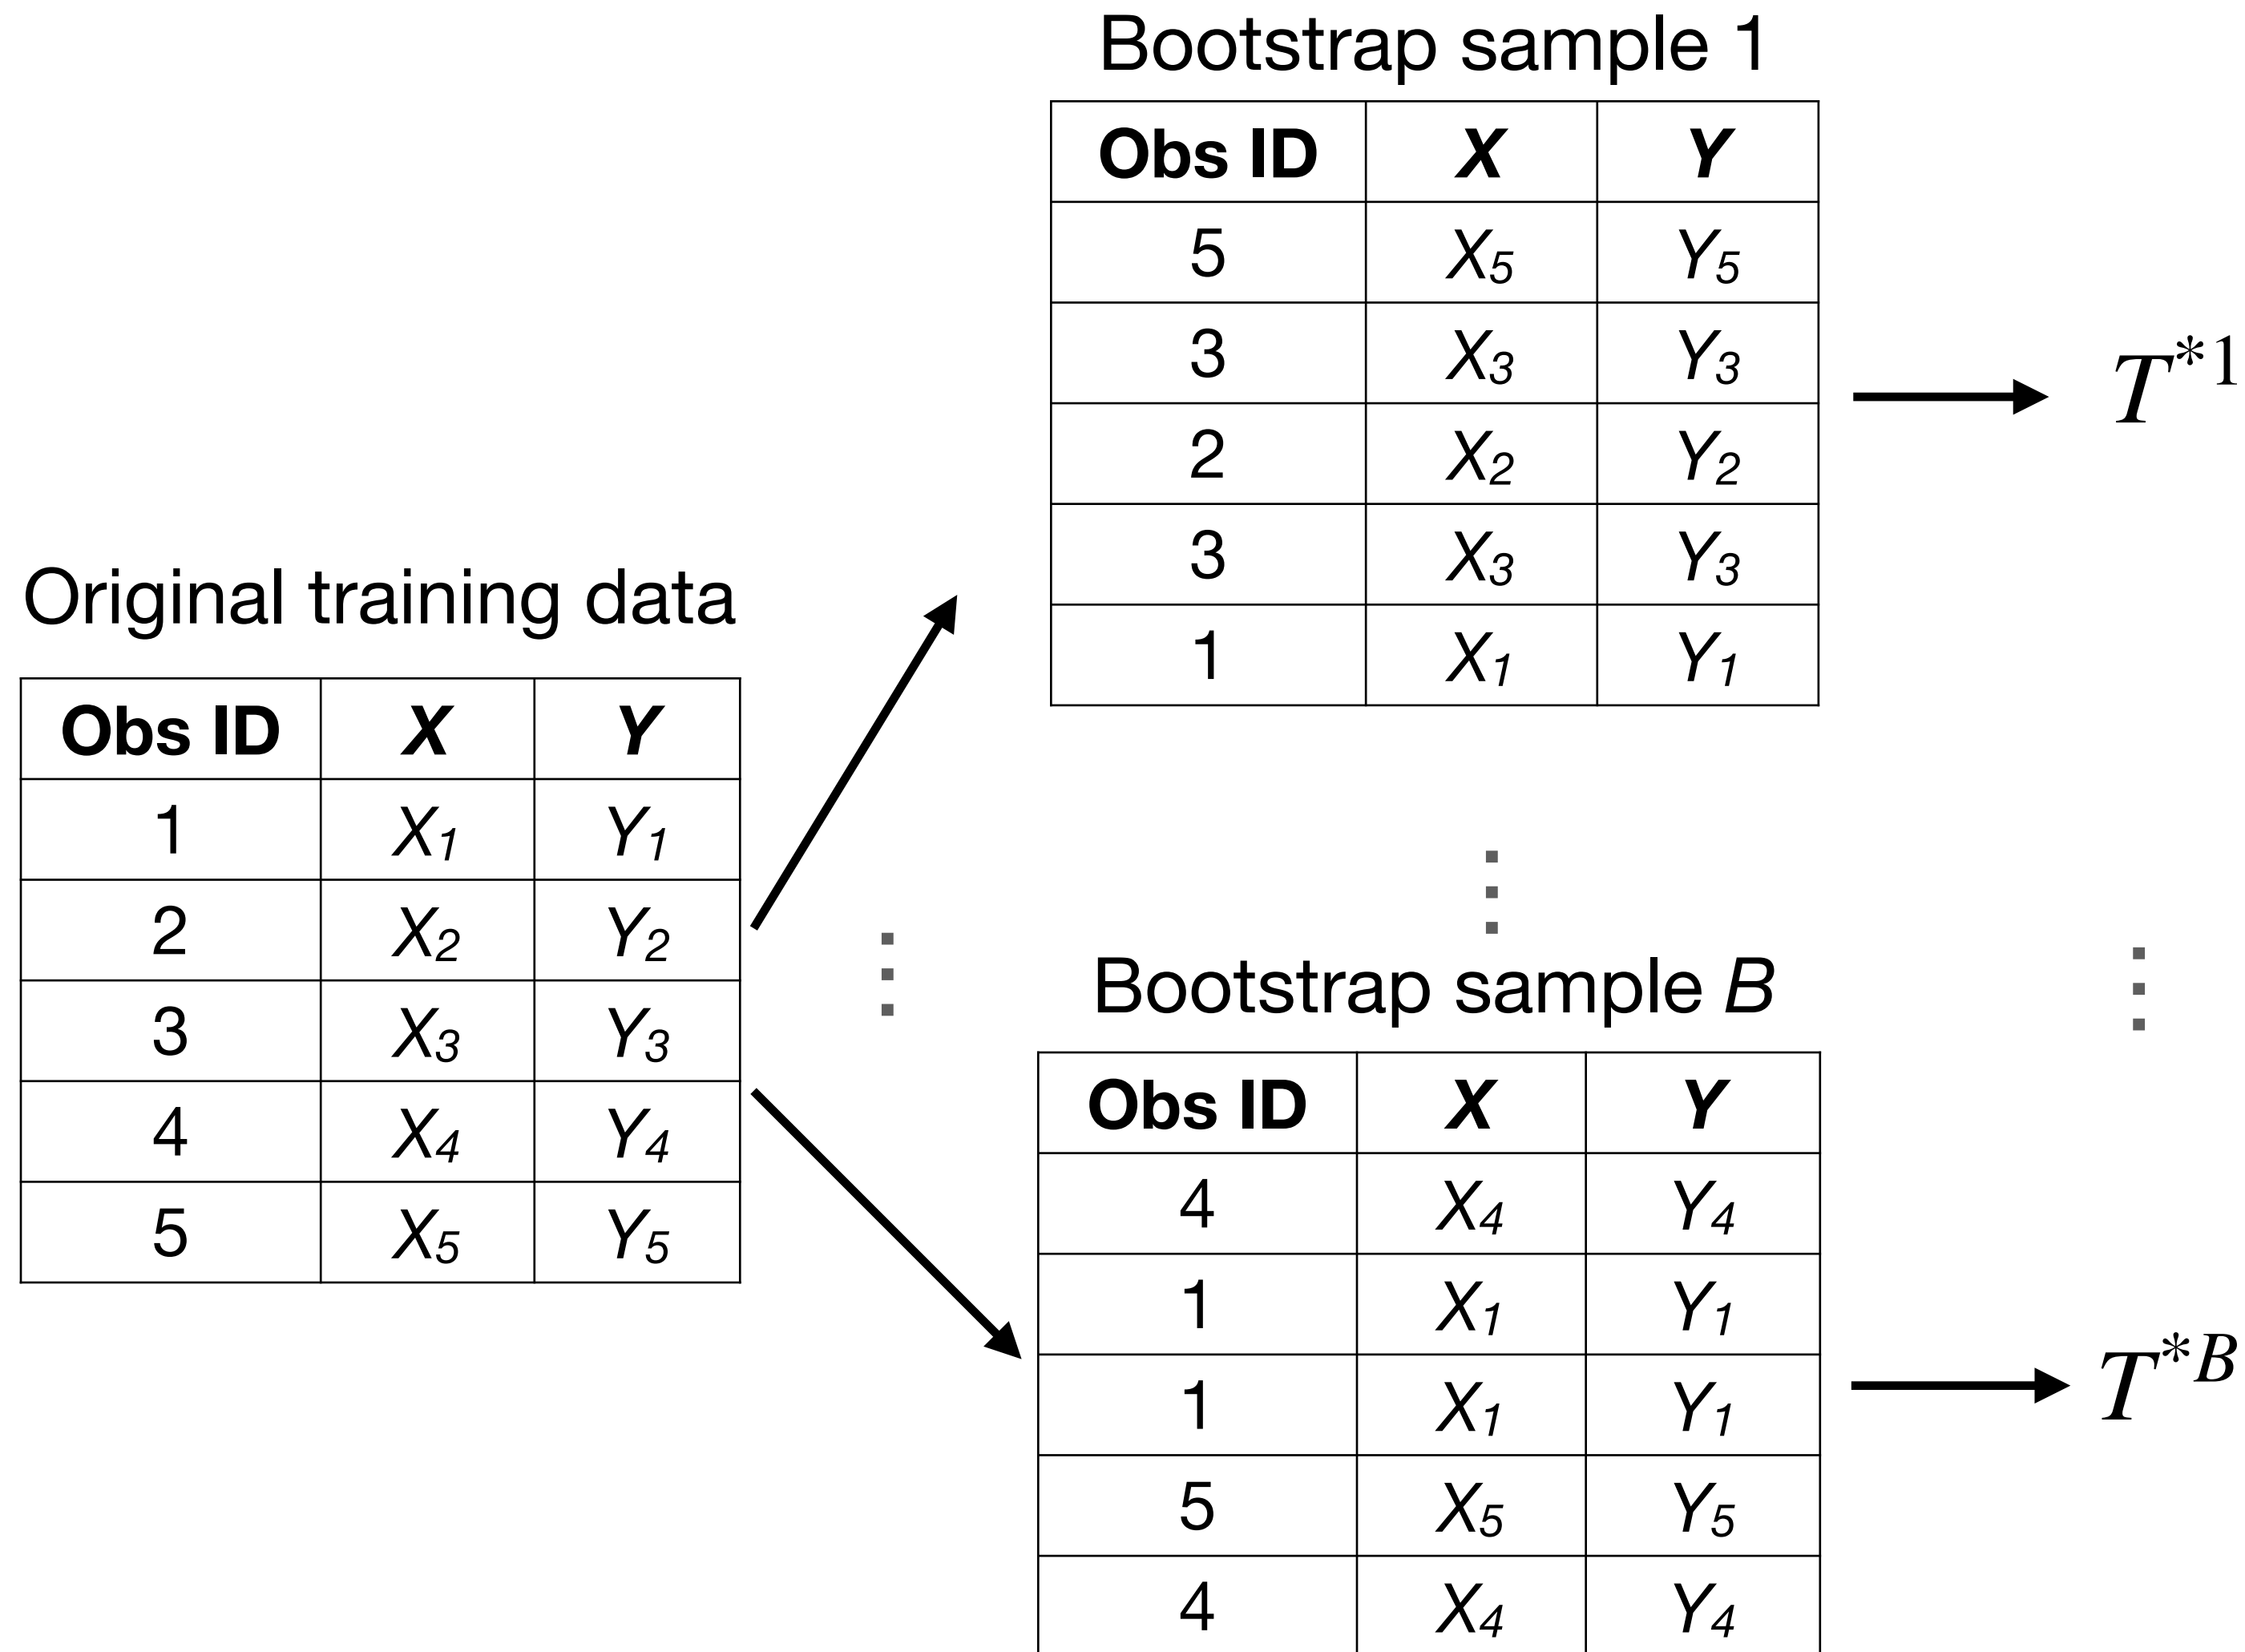 Original training data
Obs ID X Y
1 X₁ Y₁
2 X₂ Y₂
3 X₃ Y₃
4 X₄ Y₄
5 X₅ Y₅
Bootstrap sample 1
Obs ID X Y
5 X₅ Y₅
3 X₃ Y₃
2 X₂ Y₂
3 X₃ Y₃
1 X₁ Y₁
T*1
Bootstrap sample B
Obs ID X Y
4 X₄ Y₄
1 X₁ Y₁
1 X₁ Y₁
5 X₅ Y₅
4 X₄ Y₄
T*B